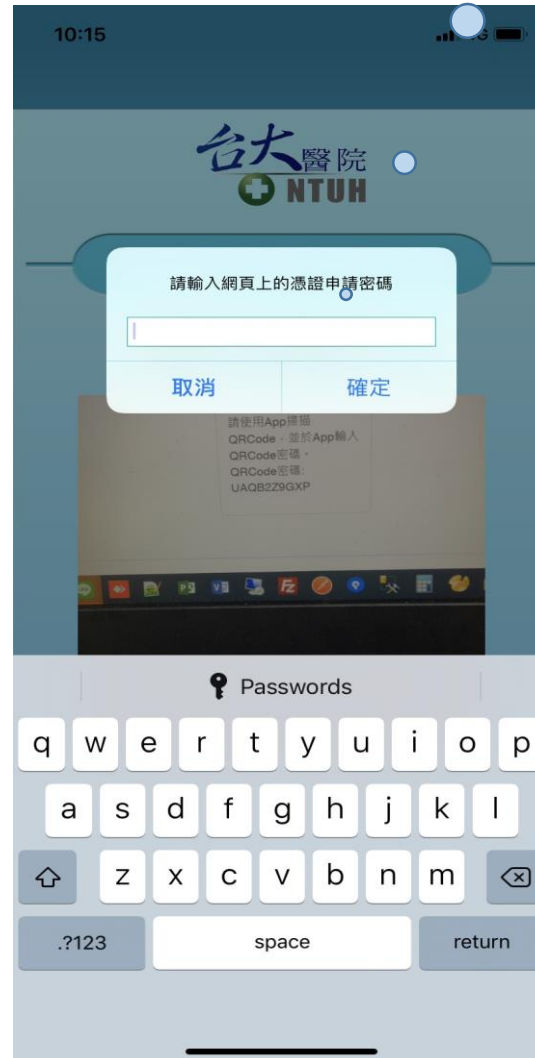 10:15
台大醫院
NTUH
請輸入網頁上的憑證申請密碼
取消 確定
請使用App掃描
QRCode，並於App輸入
QRCode密碼，
QRCode密碼:
UAQB2Z9GXP
Passwords
q w e r t y u i o p
a s d f g h j k l
z x c v b n m
.?123 space return